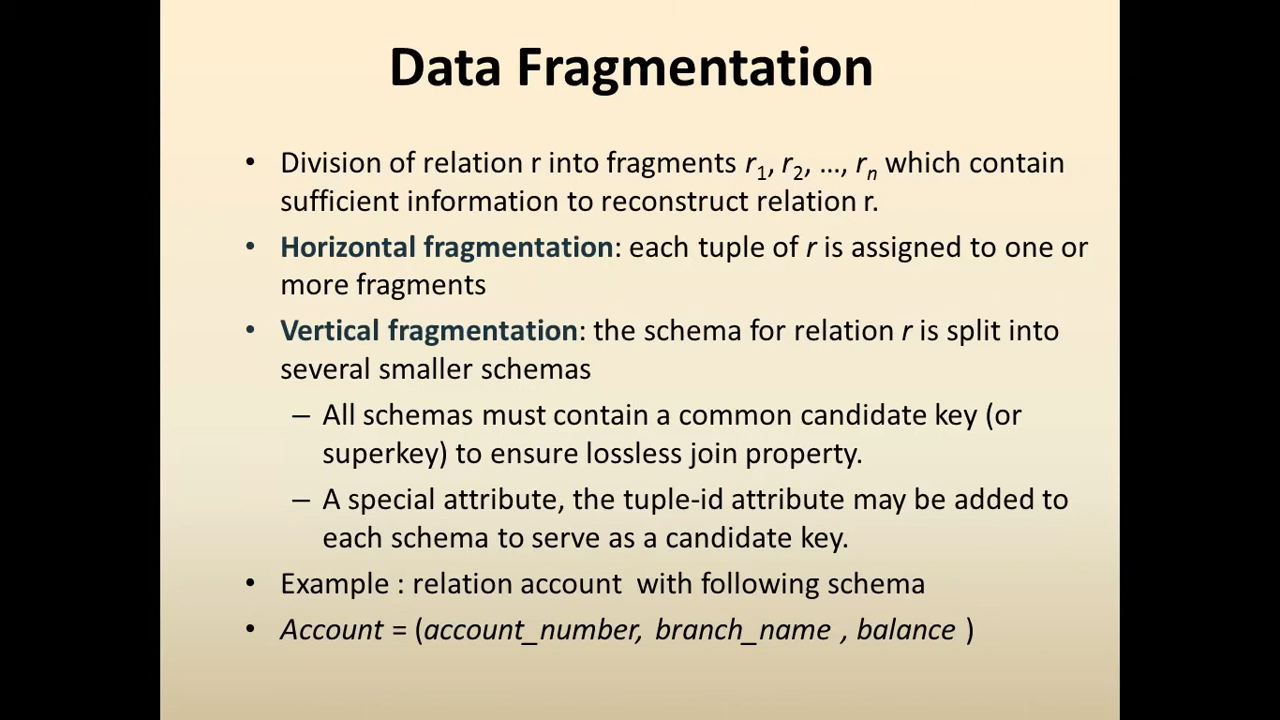 Data Fragmentation
• Division of relation r into fragments r1, r2, …, rn which contain
sufficient information to reconstruct relation r.
• Horizontal fragmentation: each tuple of r is assigned to one or
more fragments
• Vertical fragmentation: the schema for relation r is split into
several smaller schemas
– All schemas must contain a common candidate key (or
superkey) to ensure lossless join property.
– A special attribute, the tuple-id attribute may be added to
each schema to serve as a candidate key.
• Example : relation account with following schema
• Account = (account_number, branch_name , balance )